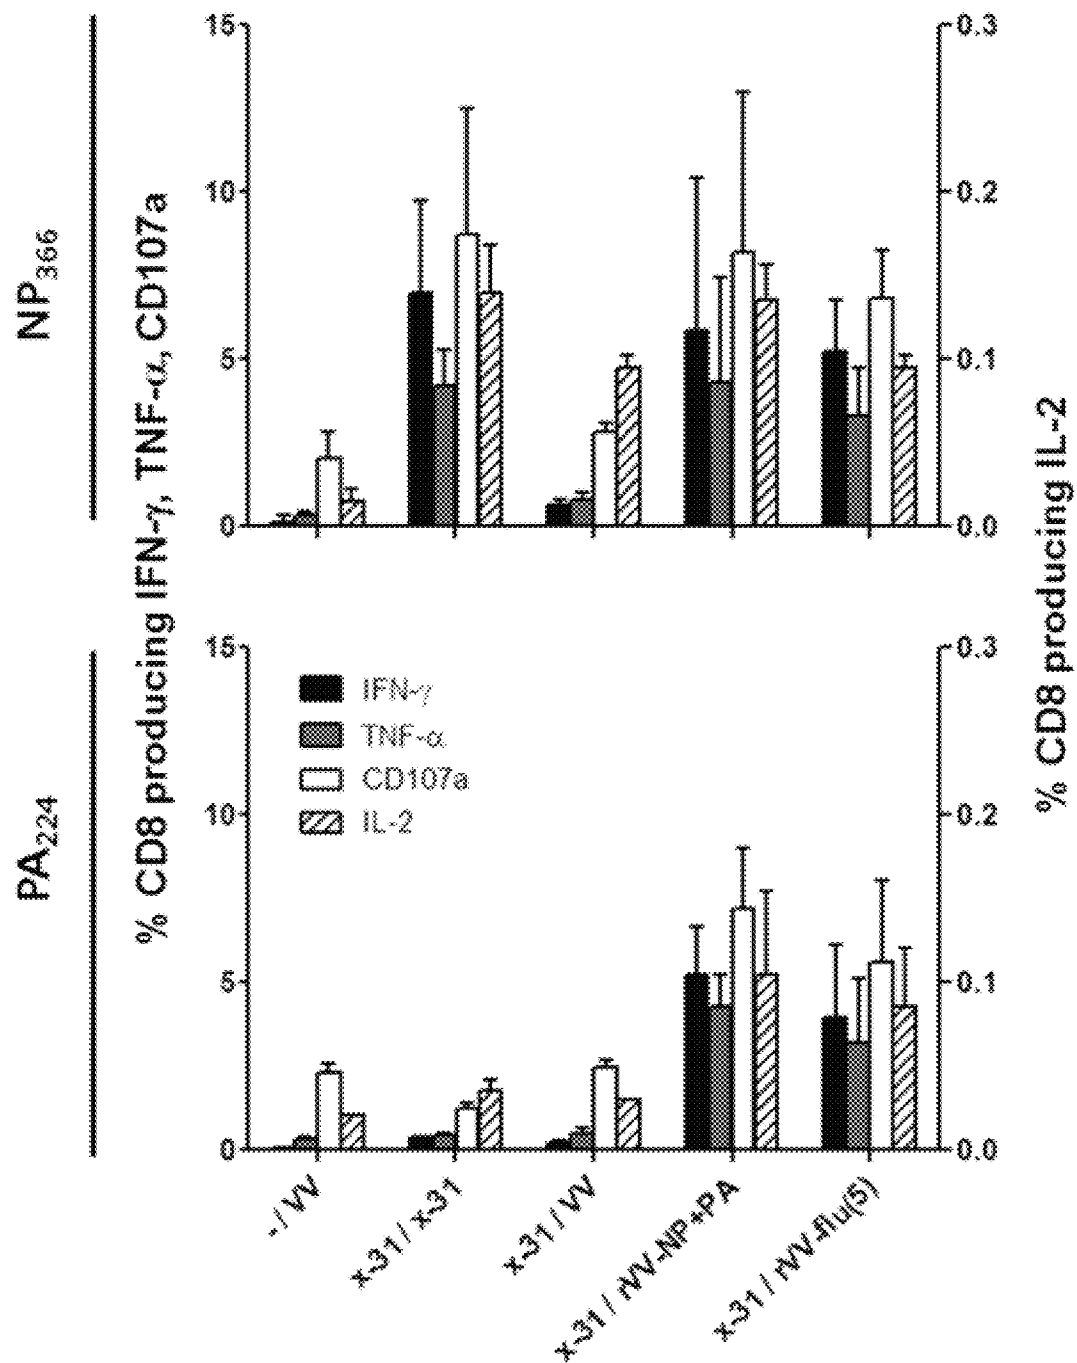 NP366
% CD8 producing IFN-γ, TNF-α, CD107a
15
10
5
0
0.3
0.2
0.1
0.0
% CD8 producing IL-2
PA224
15
10
5
0
IFN-γ
TNF-α
CD107a
IL-2
0.3
0.2
0.1
0.0
- / VV
x-31 / x-31
x-31 / VV
x-31 / rVV-NP+PA
x-31 / rVV-flu(5)